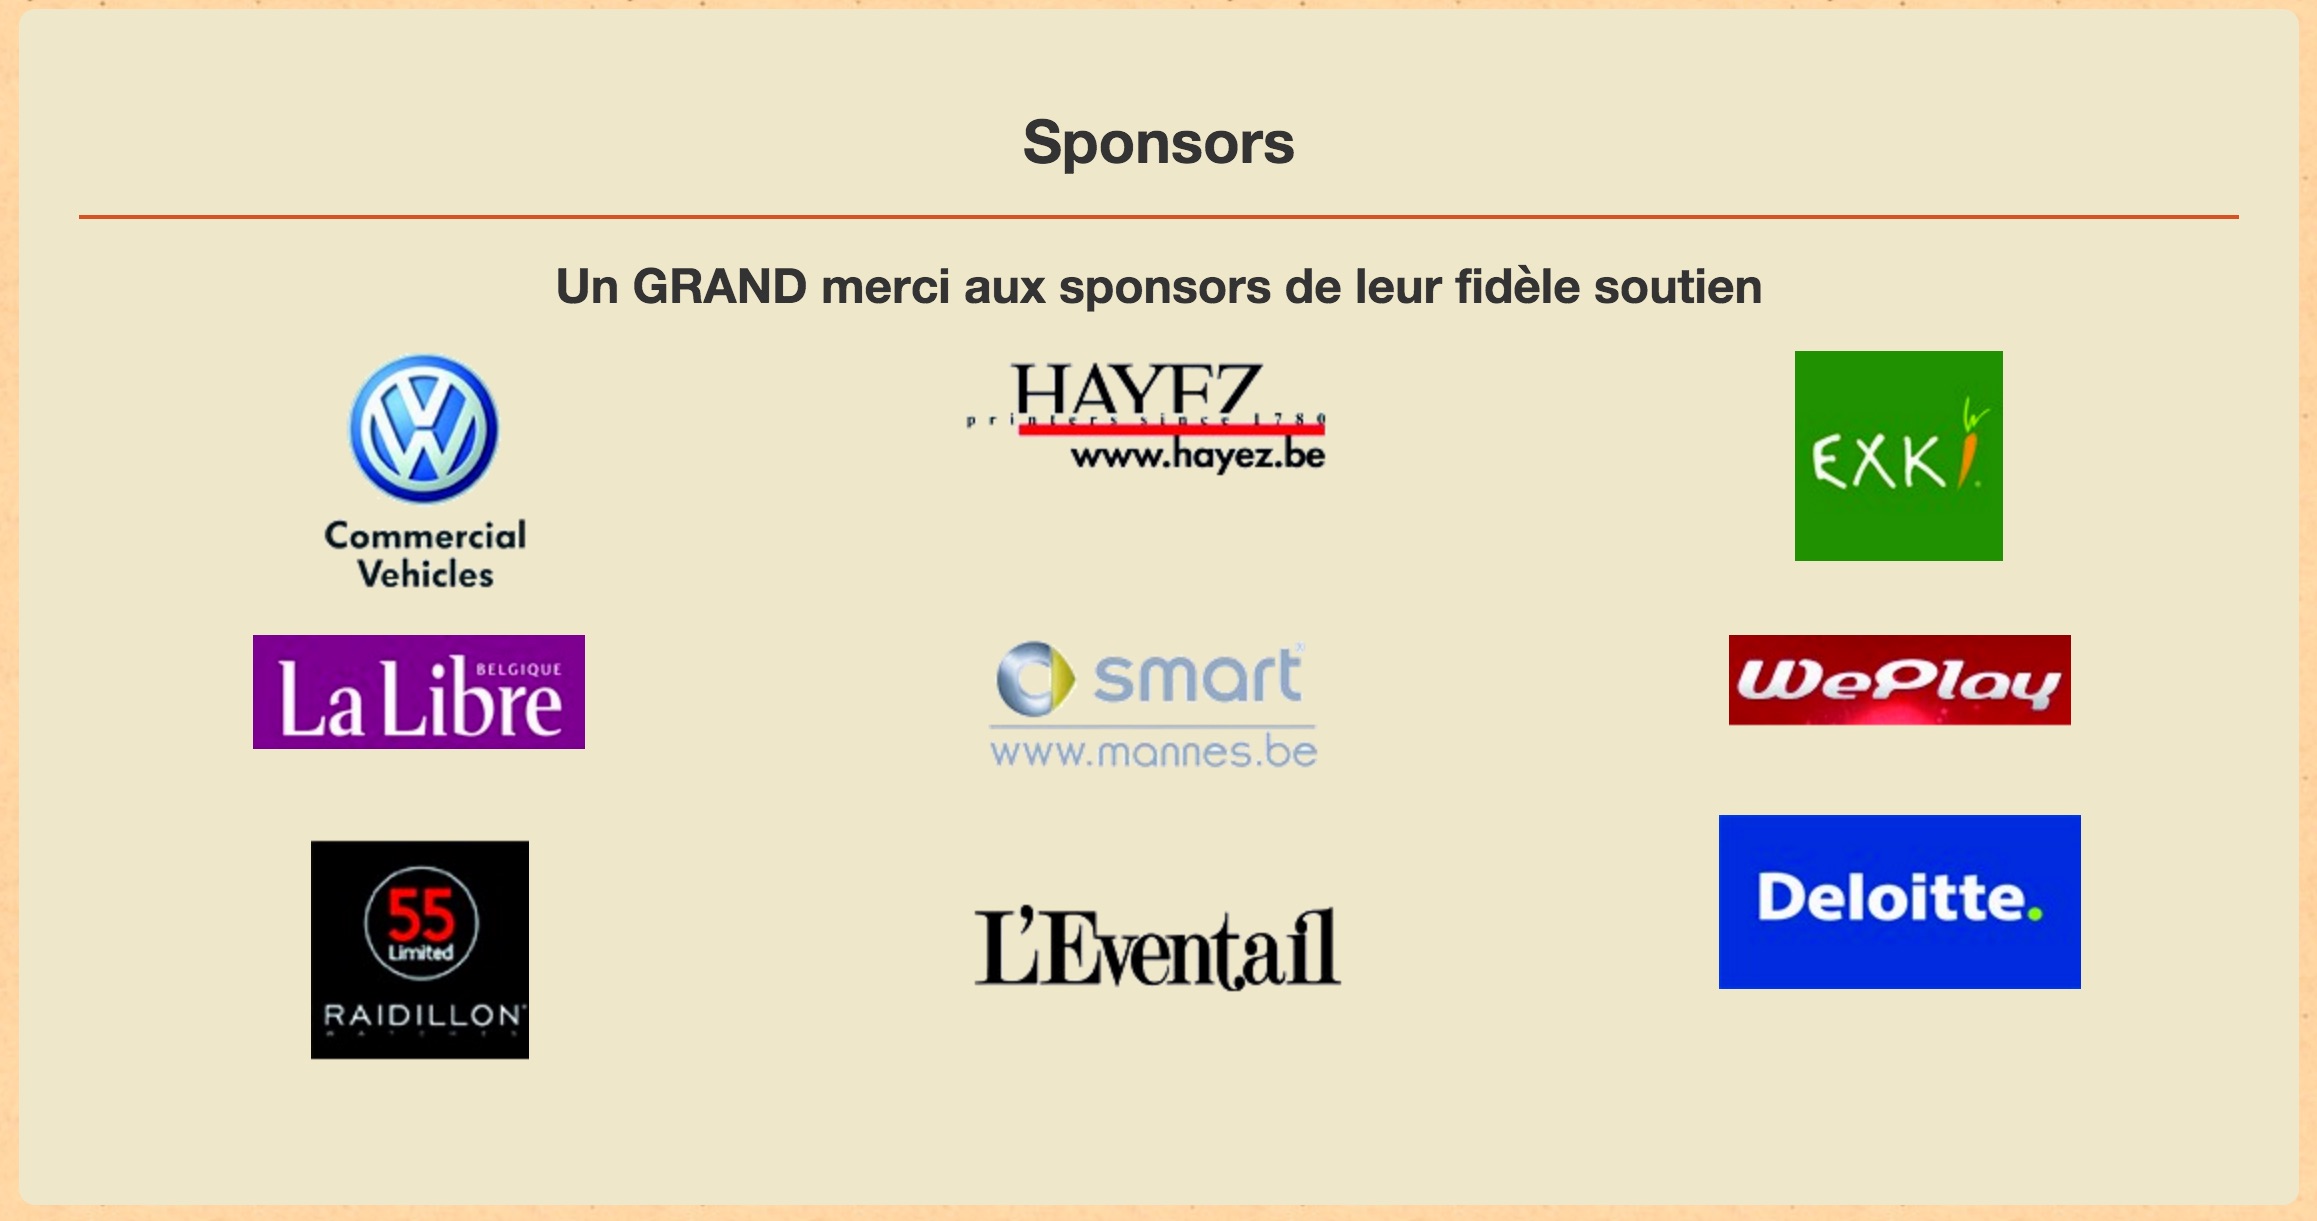 Sponsors
Un GRAND merci aux sponsors de leur fidèle soutien
Commercial
Vehicles
HAYEZ
printers since 1780
www.hayez.be
EXKi
La Libre
BELGIQUE
smart
www.mannes.be
WePlay
55
Limited
RAIDILLON
L'Eventail
Deloitte.